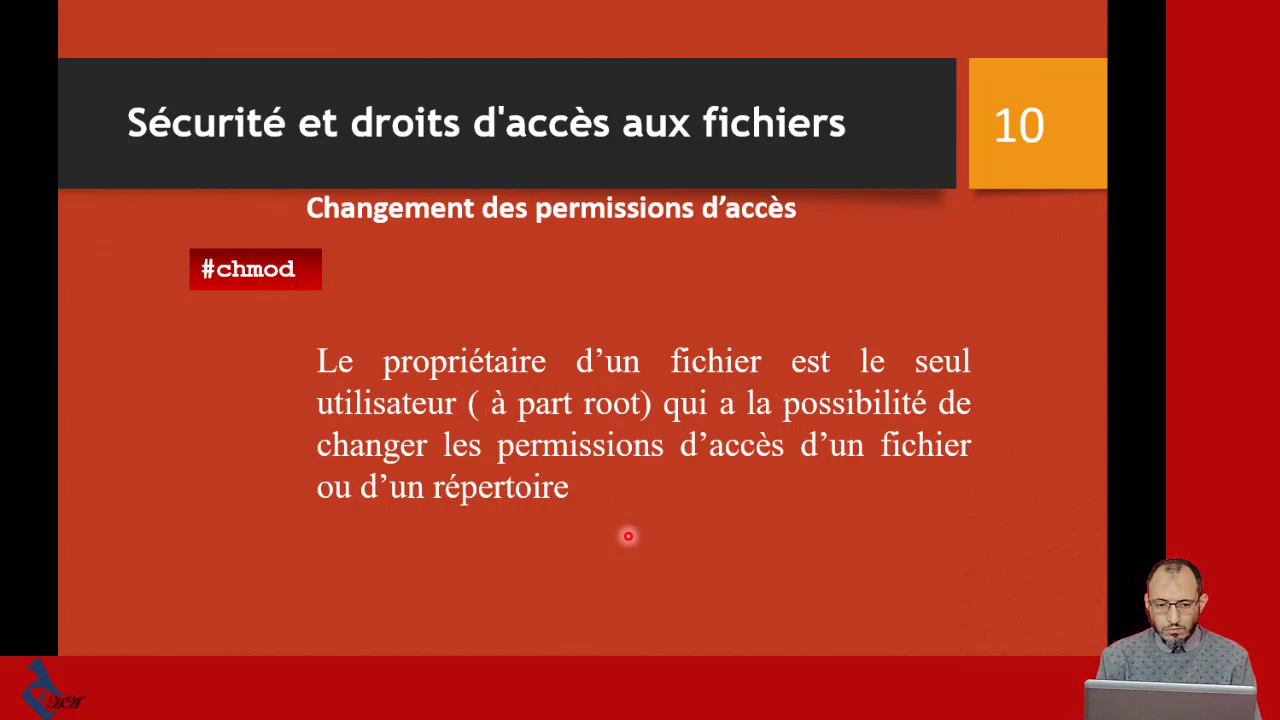 Sécurité et droits d'accès aux fichiers
10
Changement des permissions d’accès
#chmod
Le propriétaire d’un fichier est le seul
utilisateur ( à part root) qui a la possibilité de
changer les permissions d’accès d’un fichier
ou d’un répertoire